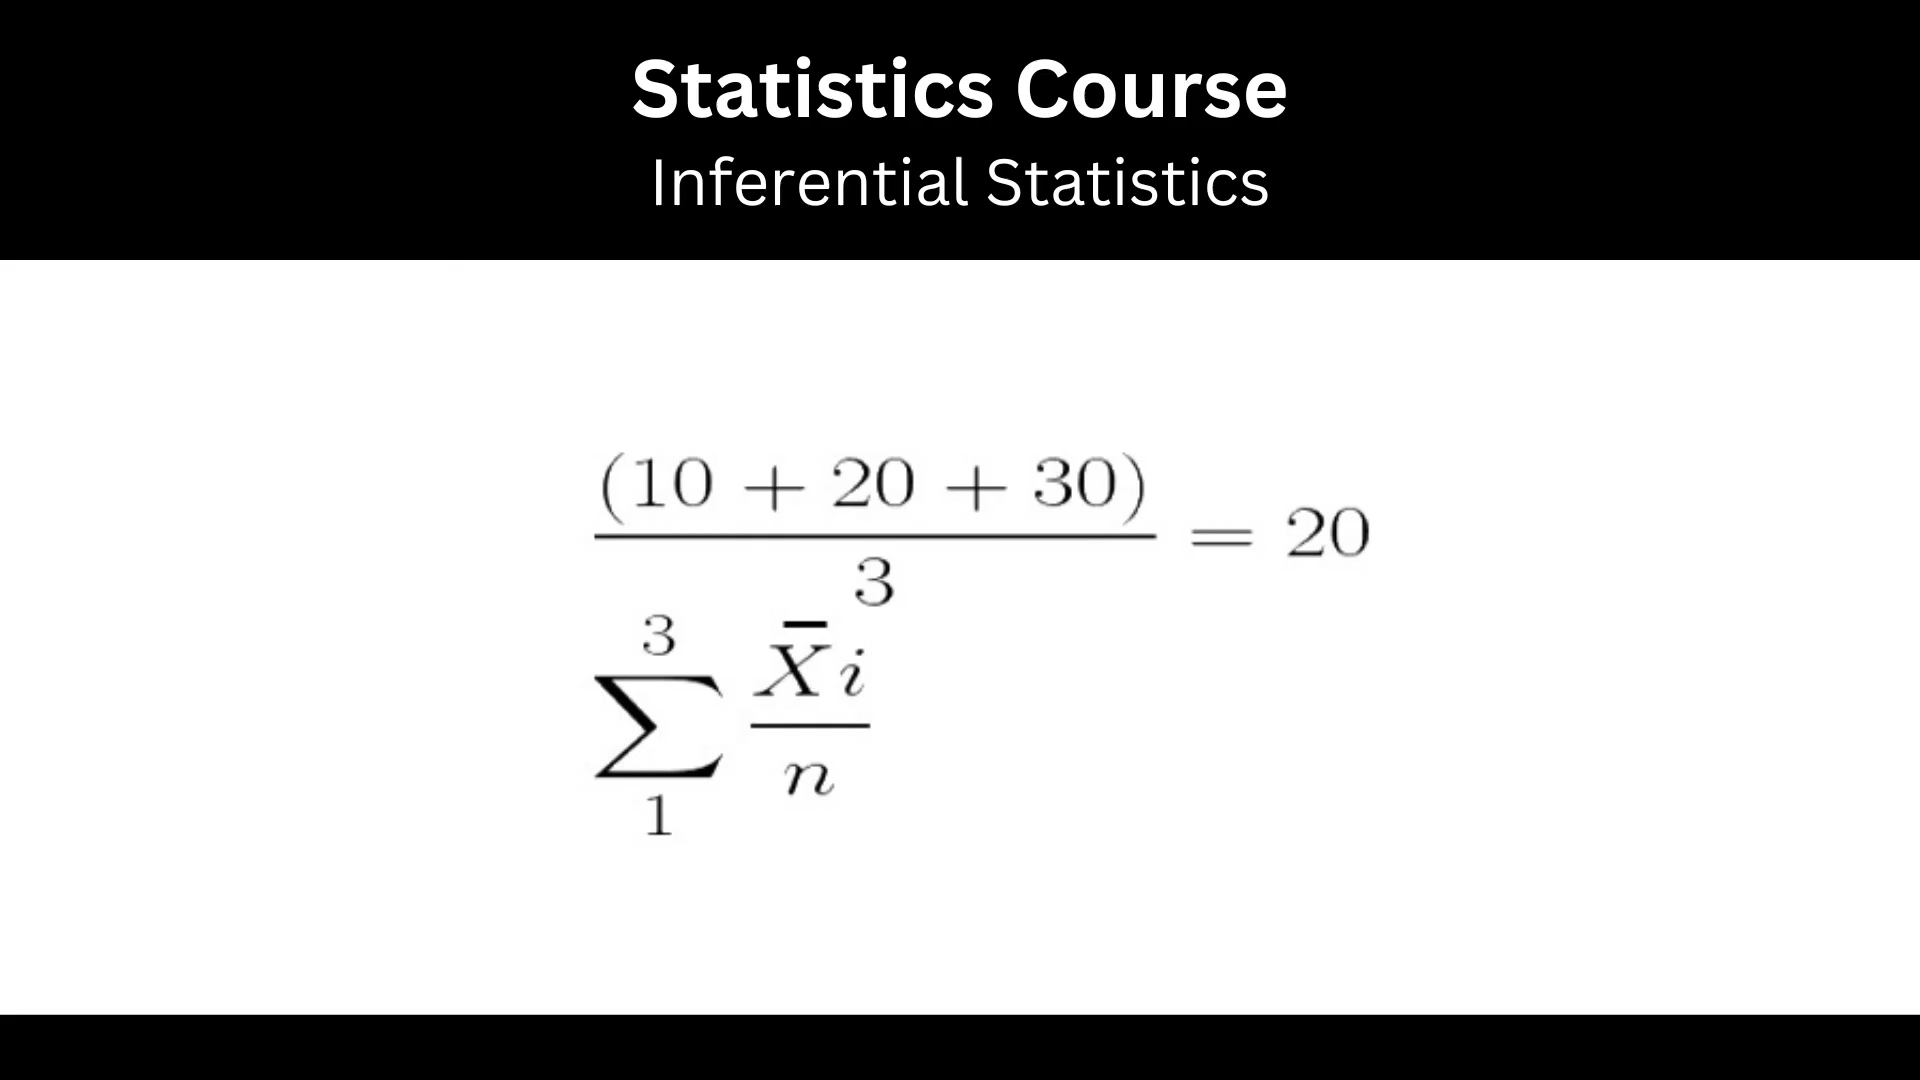 Statistics Course
Inferential Statistics
(10 + 20 + 30)
3
= 20
3
∑
1
X̄i
n